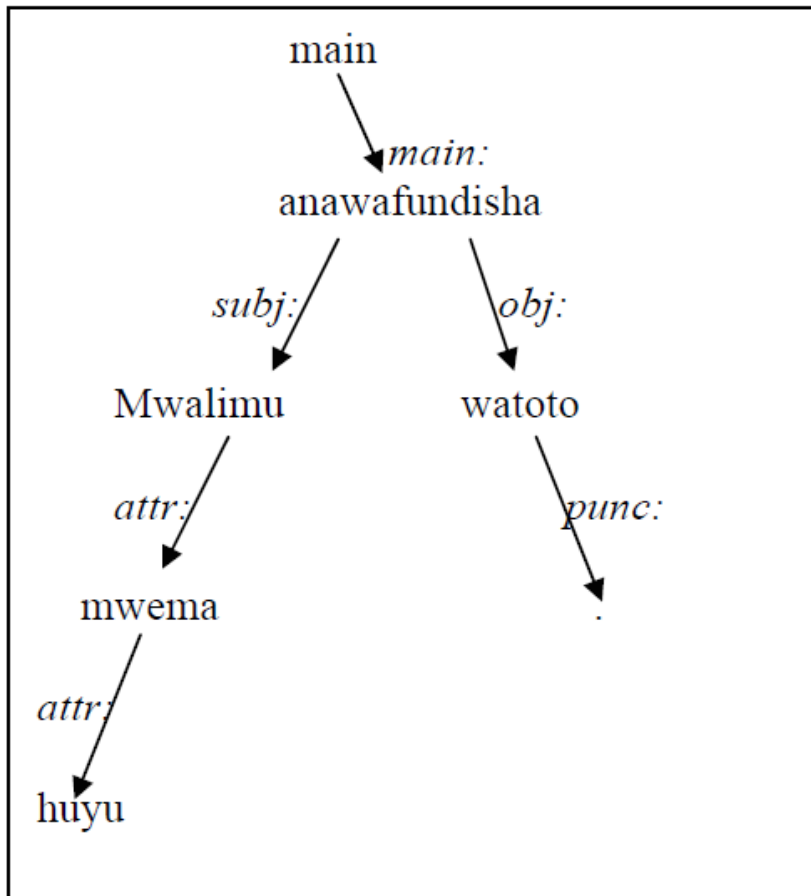 main
main:
anawafundisha
subj: obj:
Mwalimu watoto
attr: punc:
mwema .
attr:
huyu